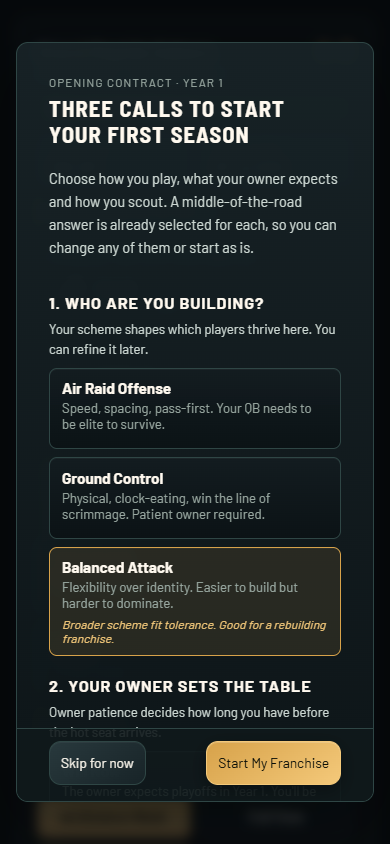 OPENING CONTRACT · YEAR 1
THREE CALLS TO START
YOUR FIRST SEASON
Choose how you play, what your owner expects
and how you scout. A middle-of-the-road
answer is already selected for each, so you can
change any of them or start as is.
1. WHO ARE YOU BUILDING?
Your scheme shapes which players thrive here. You
can refine it later.
Air Raid Offense
Speed, spacing, pass-first. Your QB needs to
be elite to survive.
Ground Control
Physical, clock-eating, win the line of
scrimmage. Patient owner required.
Balanced Attack
Flexibility over identity. Easier to build but
harder to dominate.
Broader scheme fit tolerance. Good for a rebuilding
franchise.
2. YOUR OWNER SETS THE TABLE
Owner patience decides how long you have before
the hot seat arrives.
Skip for now
Start My Franchise
The owner expects playoffs in Year 1. You'll be